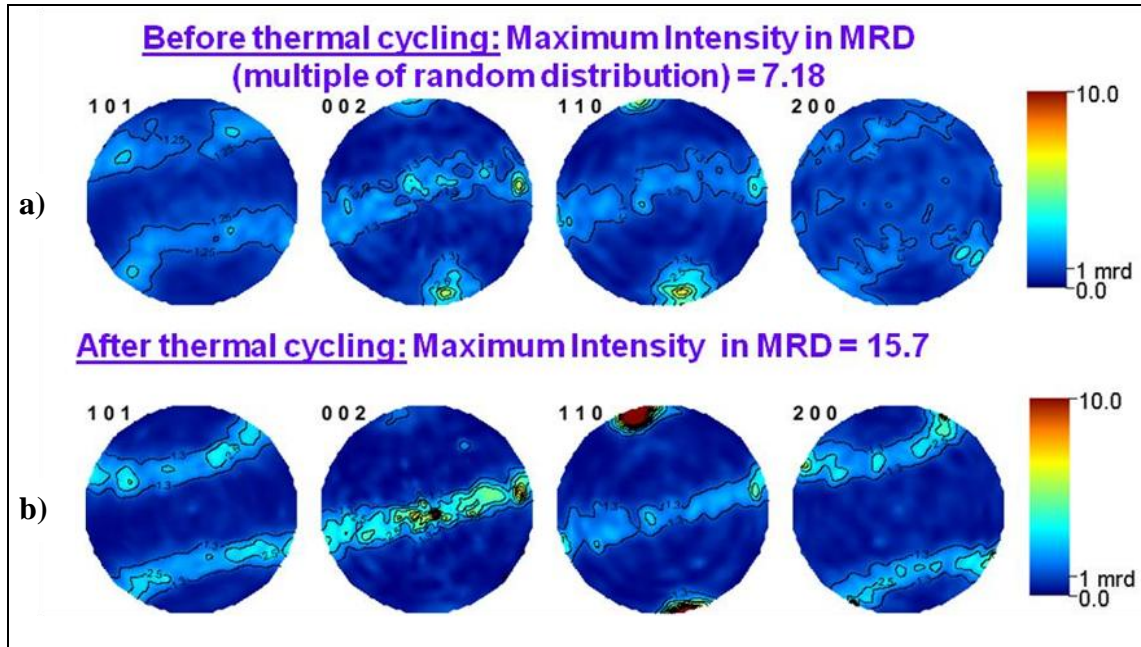 Before thermal cycling: Maximum Intensity in MRD
(multiple of random distribution) = 7.18
a)
1 0 1
0 0 2
1 1 0
2 0 0
10.0
1 mrd
0.0
After thermal cycling: Maximum Intensity in MRD = 15.7
b)
1 0 1
0 0 2
1 1 0
2 0 0
10.0
1 mrd
0.0